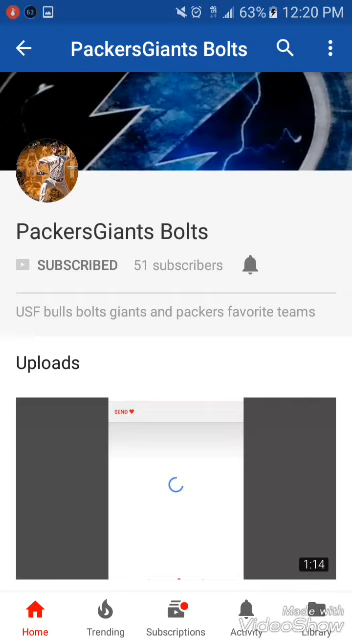 63
63% 12:20 PM
PackersGiants Bolts
PackersGiants Bolts
SUBSCRIBED 51 subscribers
USF bulls bolts giants and packers favorite teams
Uploads
SEND
1:14
Made with
VideoShow
Home Trending Subscriptions Activity Library